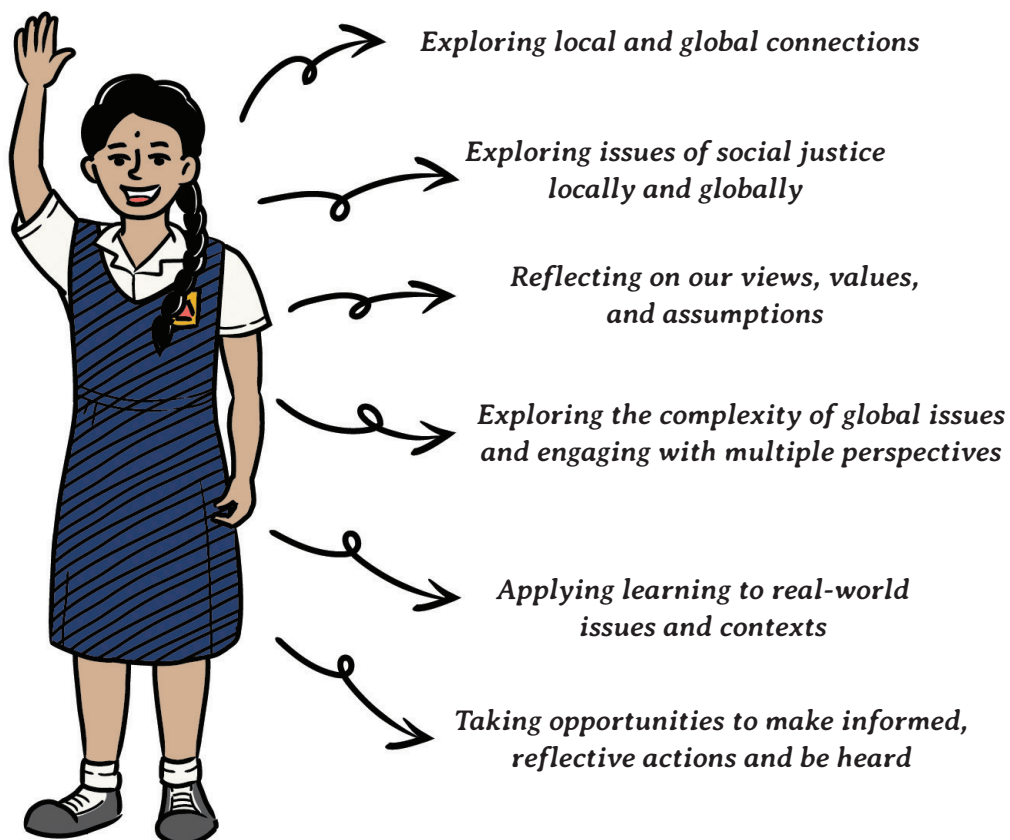 Exploring local and global connections
Exploring issues of social justice
locally and globally
Reflecting on our views, values,
and assumptions
Exploring the complexity of global issues
and engaging with multiple perspectives
Applying learning to real-world
issues and contexts
Taking opportunities to make informed,
reflective actions and be heard